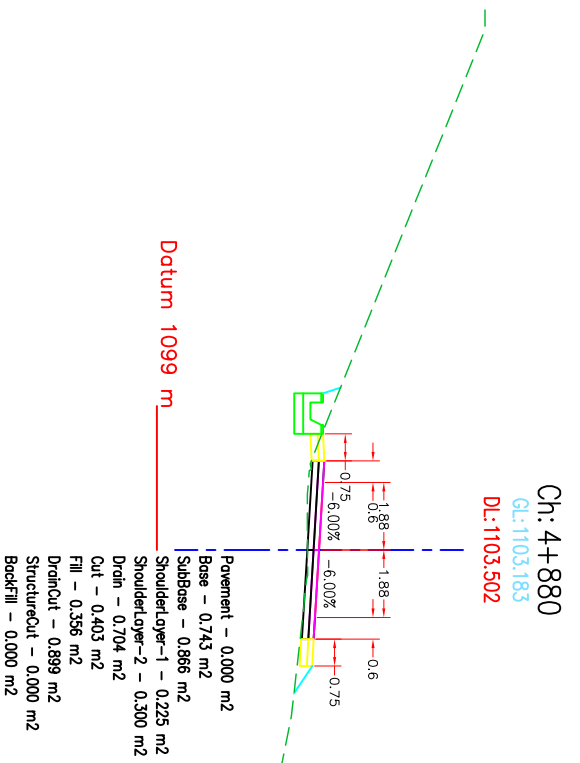 Ch: 4+880
GL:1103.183
DL:1103.502
0.75
0.6
1.88
1.88
0.6
0.75
-6.00%
-6.00%
Datum 1099 m
Pavement - 0.000 m2
Base - 0.743 m2
SubBase - 0.866 m2
ShoulderLayer-1 - 0.225 m2
ShoulderLayer-2 - 0.300 m2
Drain - 0.704 m2
Cut - 0.403 m2
Fill - 0.356 m2
DrainCut - 0.899 m2
StructureCut - 0.000 m2
BackFill - 0.000 m2